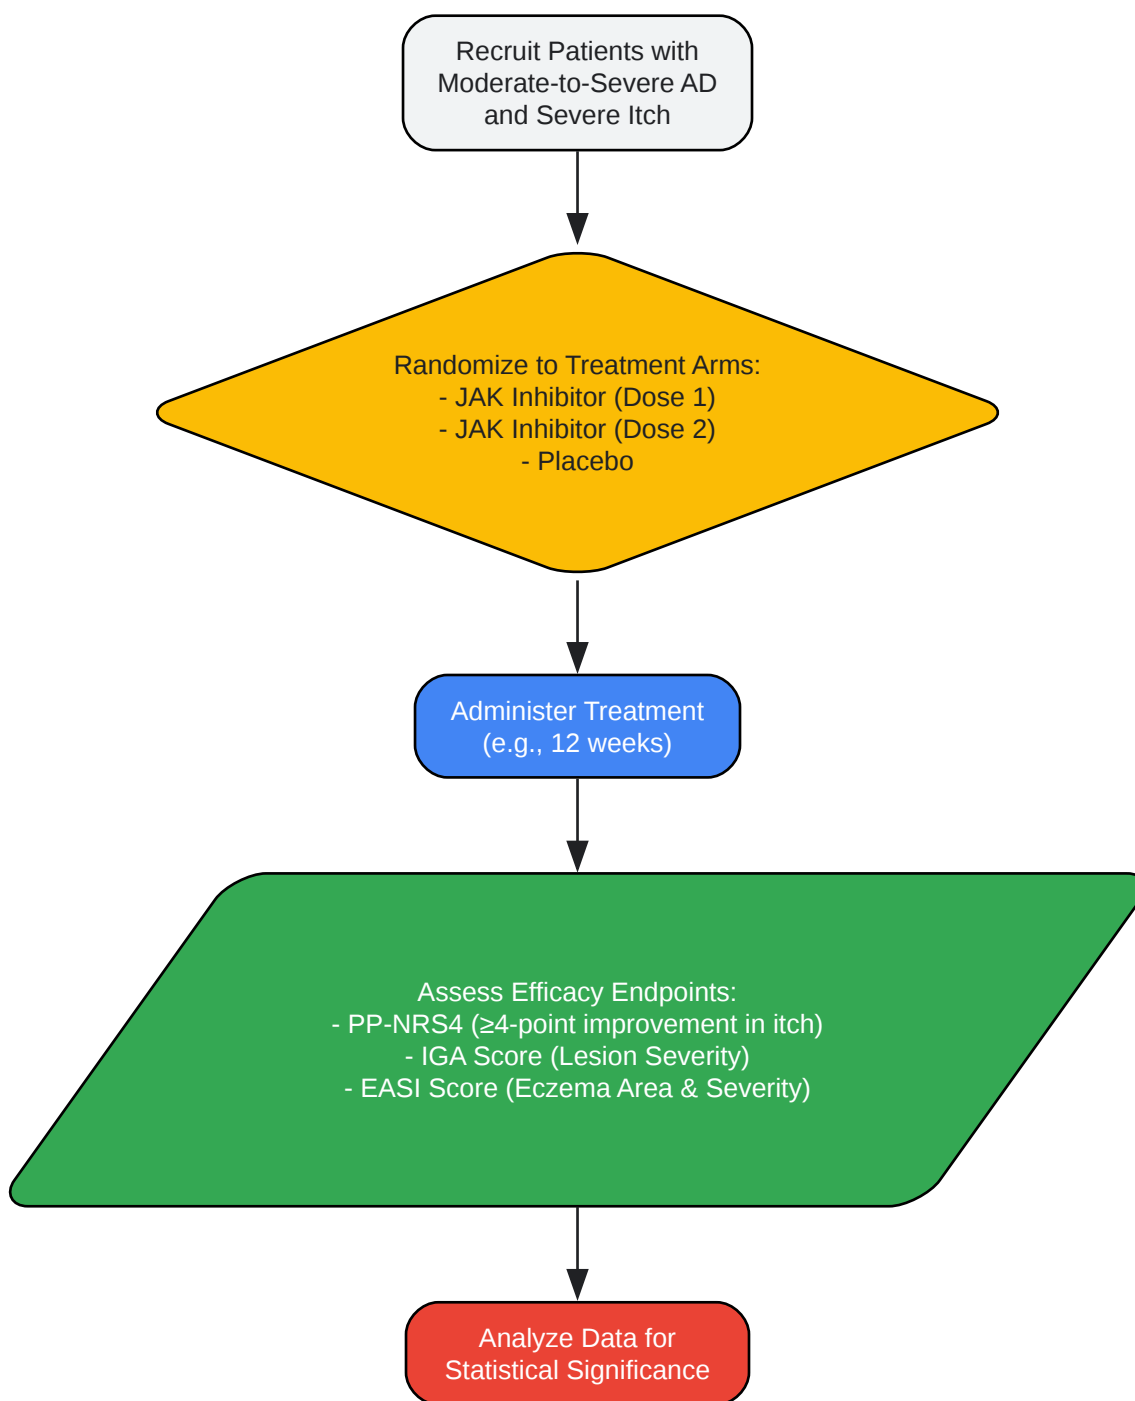 Recruit Patients with
Moderate-to-Severe AD
and Severe Itch
Randomize to Treatment Arms:
- JAK Inhibitor (Dose 1)
- JAK Inhibitor (Dose 2)
- Placebo
Administer Treatment
(e.g., 12 weeks)
Assess Efficacy Endpoints:
- PP-NRS4 (≥4-point improvement in itch)
- IGA Score (Lesion Severity)
- EASI Score (Eczema Area & Severity)
Analyze Data for
Statistical Significance